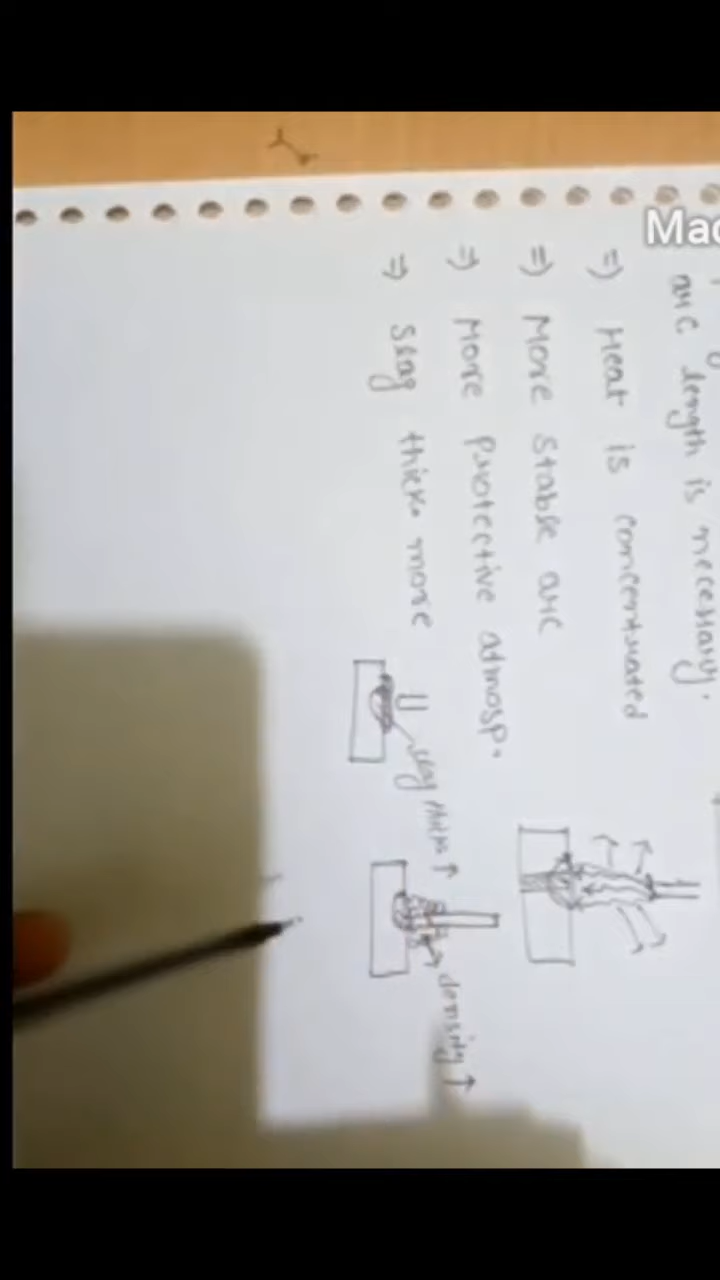 Mad
arc length is necessary.
=) Heat is concentrated
=) More stable arc
=) More protective atmosp.
=) Slag thick more
slag thick ↑
density ↑